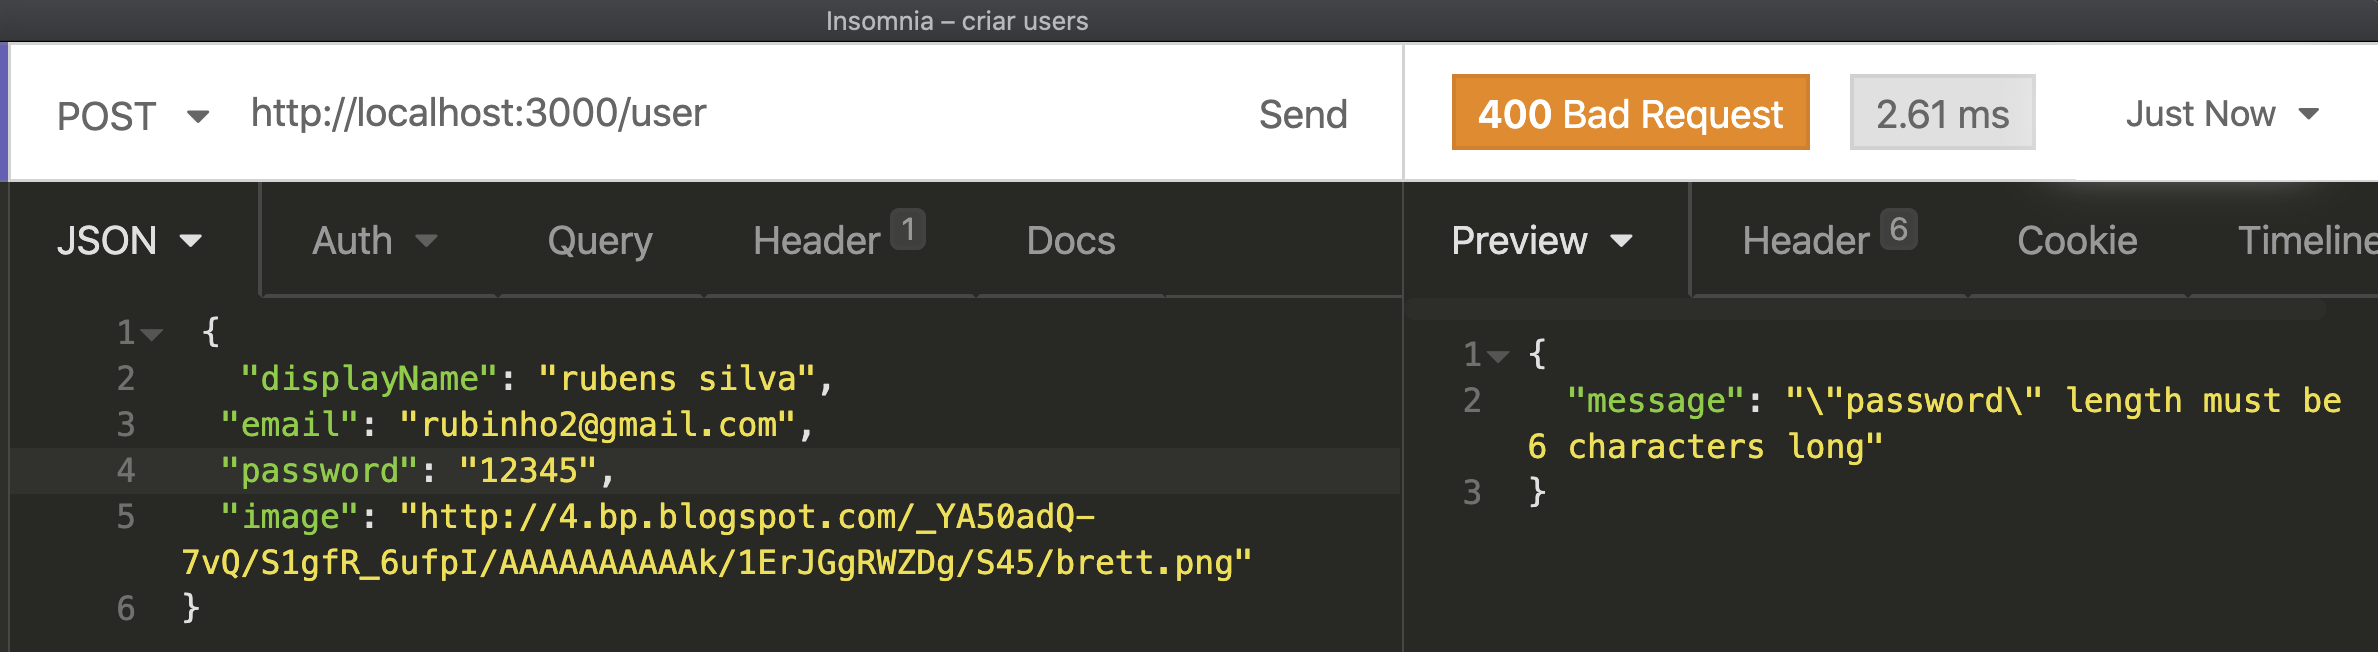 Insomnia – criar users
POST http://localhost:3000/user Send 400 Bad Request 2.61 ms Just Now
JSON Auth Query Header 1 Docs Preview Header 6 Cookie Timeline
1 {
2 "displayName": "rubens silva",
3 "email": "rubinho2@gmail.com",
4 "password": "12345",
5 "image": "http://4.bp.blogspot.com/_YA50adQ-
7vQ/S1gfR_6ufpI/AAAAAAAAAAk/1ErJGgRWZDg/S45/brett.png"
6 }
1 {
2 "message": "\"password\" length must be
6 characters long"
3 }